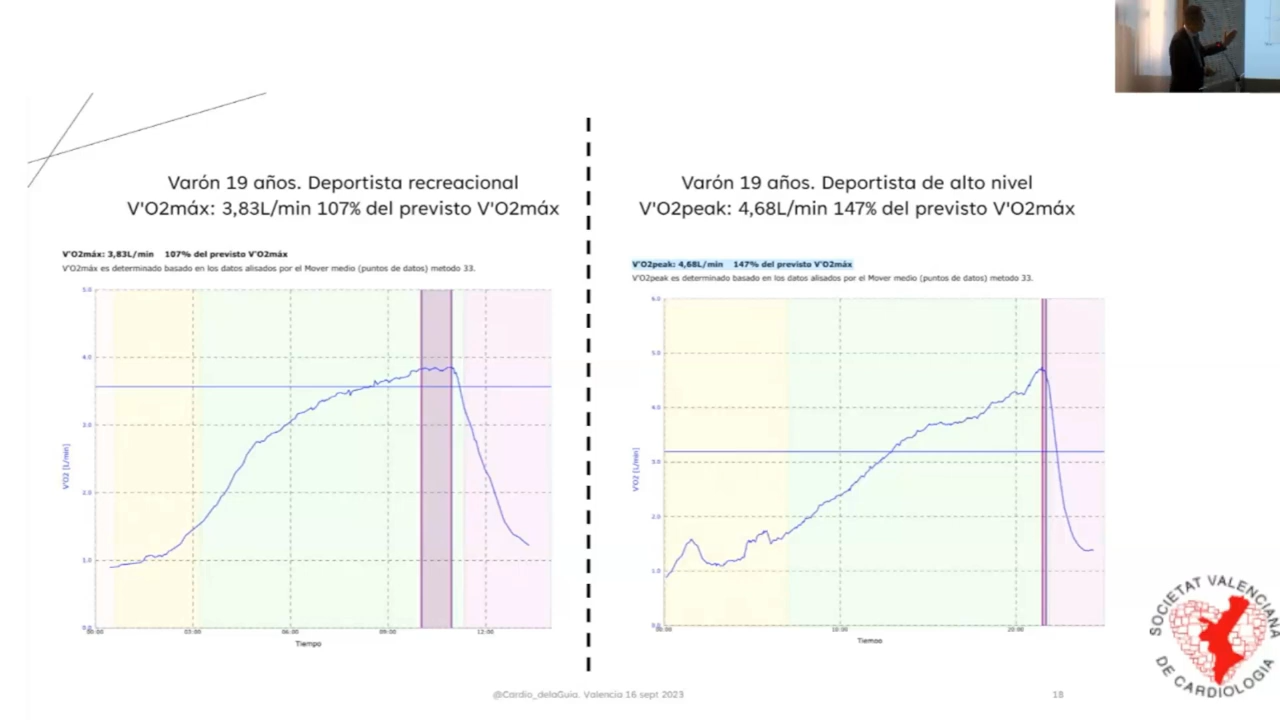 Varón 19 años. Deportista recreacional
V'O2máx: 3,83L/min 107% del previsto V'O2máx
V'O2máx: 3,83L/min 107% del previsto V'O2máx
V'O2máx es determinado basado en los datos alisados por el Mover medio (puntos de datos) metodo 33.
5.0
4.0
3.0
2.0
1.0
0.0
V'O2 [L/min]
00:00 03:00 06:00 09:00 12:00
Tiempo
Varón 19 años. Deportista de alto nivel
V'O2peak: 4,68L/min 147% del previsto V'O2máx
V'O2peak: 4,68L/min 147% del previsto V'O2máx
V'O2peak es determinado basado en los datos alisados por el Mover medio (puntos de datos) metodo 33.
6.0
5.0
4.0
3.0
2.0
1.0
0.0
V'O2 [L/min]
00:00 10:00 20:00
Tiempo
@Cardio_delaGuia. Valencia 16 sept 2023
18
SOCIETAT VALENCIANA
DE CARDIOLOGIA